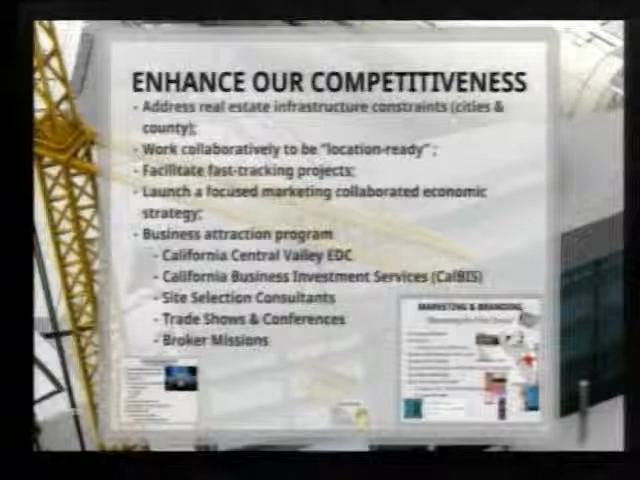 ENHANCE OUR COMPETITIVENESS
- Address real estate infrastructure constraints (cities &
county);
- Work collaboratively to be "location-ready" ;
- Facilitate fast-tracking projects;
- Launch a focused marketing collaborated economic
strategy;
- Business attraction program
- California Central Valley EDC
- California Business Investment Services (CalBIS)
- Site Selection Consultants
- Trade Shows & Conferences
- Broker Missions
MARKETING & BRANDING